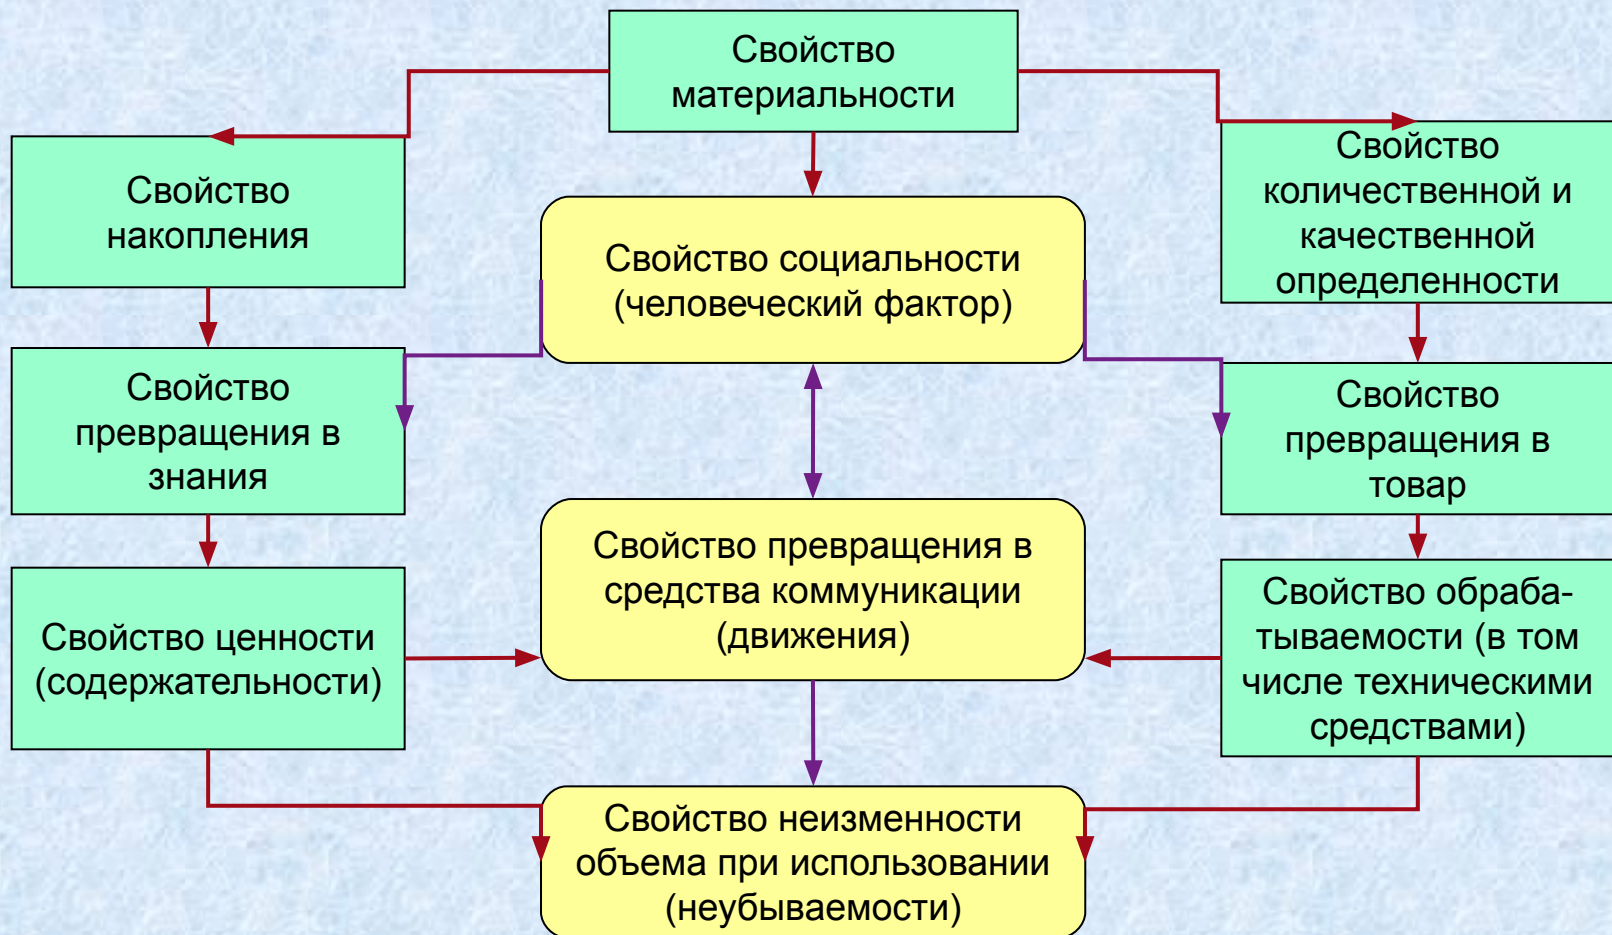 Свойство
материальности
Свойство
накопления
Свойство социальности
(человеческий фактор)
Свойство
количественной и
качественной
определенности
Свойство
превращения в
знания
Свойство
превращения в
товар
Свойство превращения в
средства коммуникации
(движения)
Свойство ценности
(содержательности)
Свойство обраба-
тываемости (в том
числе техническими
средствами)
Свойство неизменности
объема при использовании
(неубываемости)